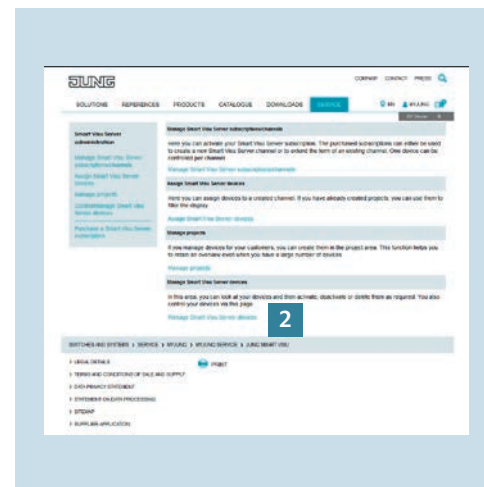 JUNG
COMPANY CONTACT PRESS
SOLUTIONS REFERENCES PRODUCTS CATALOGUE DOWNLOADS SERVICE EN MYJUNG
Smart Visu Server
administration
Manage Smart Visu Server
subscriptions/channels
Assign Smart Visu Server
devices
Manage projects
Control/manage Smart Visu
Server devices
Purchase a Smart Visu Server
subscription
Manage Smart Visu Server subscriptions/channels
Here you can activate your Smart Visu Server subscription. The purchased subscriptions can either be used
to create a new Smart Visu Server channel or to extend the term of an existing channel. One device can be
controlled per channel
Manage Smart Visu Server subscriptions/channels
Assign Smart Visu Server devices
Here you can assign devices to a created channel. If you have already created projects, you can use them to
filter the display
Assign Smart Visu Server devices
Manage projects
If you manage devices for your customers, you can create them in the project area. This function helps you
to retain an overview even when you have a large number of devices
Manage projects
Manage Smart Visu Server devices
In this area, you can look at your devices and then activate, deactivate or delete them as required. You also
control your devices via this page
Manage Smart Visu Server devices
2
SWITCHES AND SYSTEMS > SERVICE > MYJUNG > MYJUNG SERVICE > JUNG SMART VISU
> LEGAL DETAILS
PRINT
> TERMS AND CONDITIONS OF SALE AND SUPPLY
> DATA PRIVACY STATEMENT
> STATEMENT ON DATA PROCESSING
> SITEMAP
> SUPPLIER APPLICATION